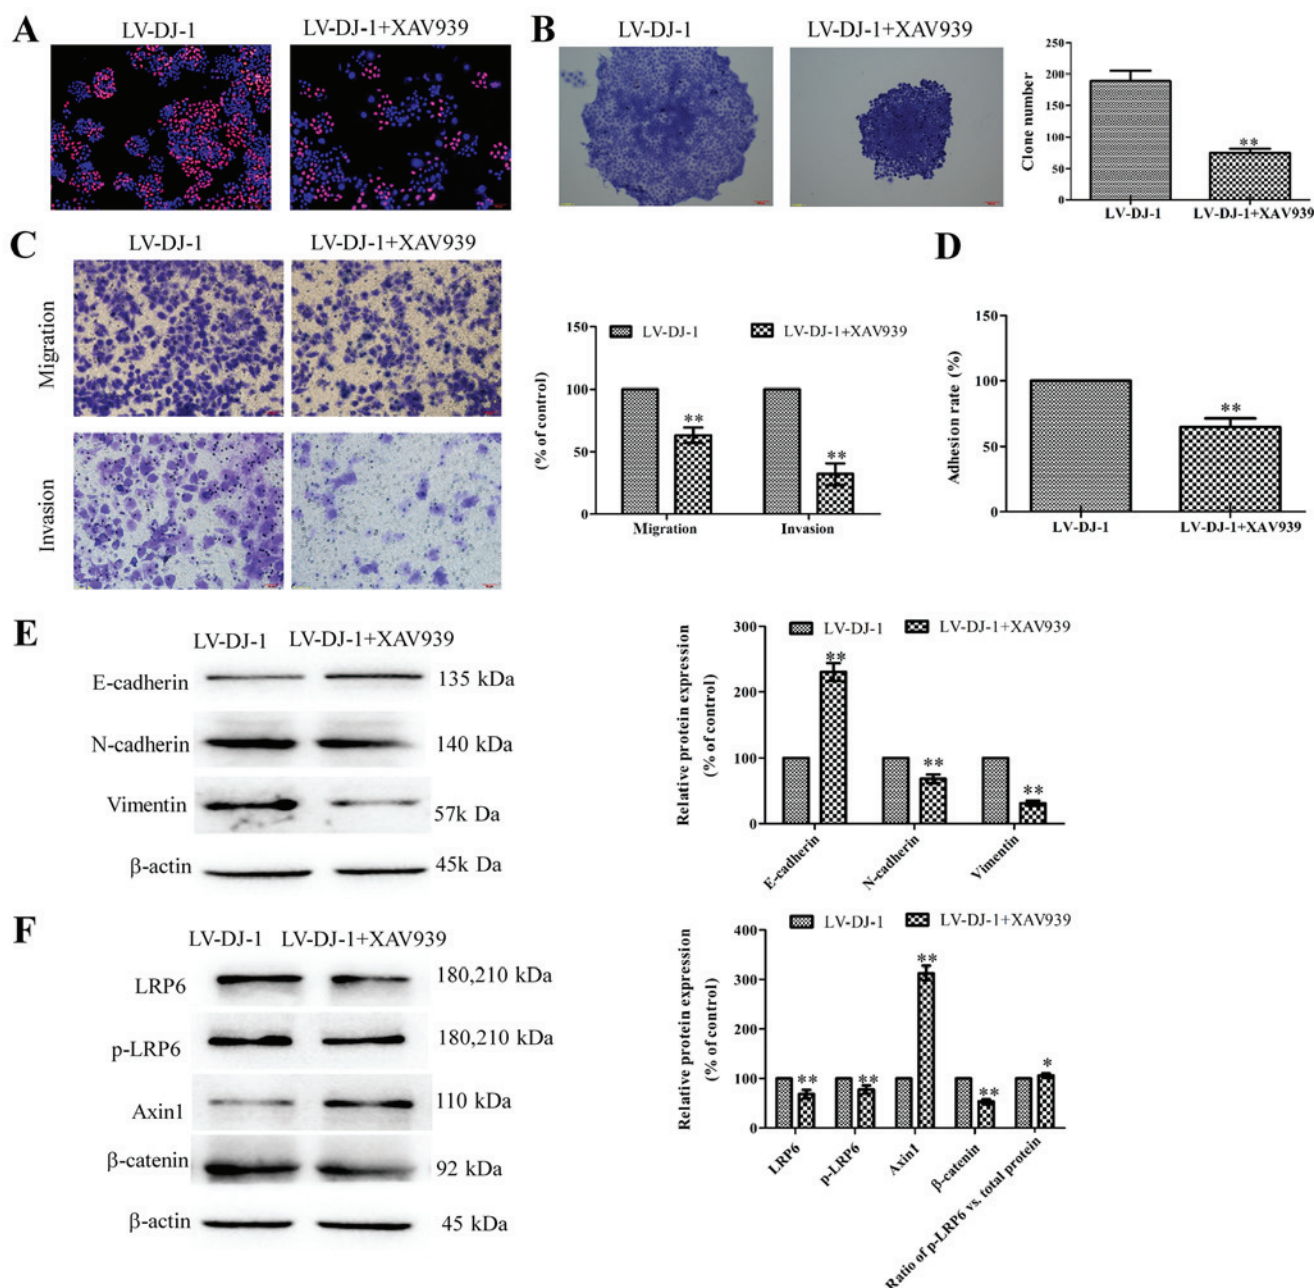 A
LV-DJ-1
LV-DJ-1+XAV939
B
LV-DJ-1
LV-DJ-1+XAV939
Clone number
250
200
150
100
50
0
**
LV-DJ-1
LV-DJ-1+XAV939
C
LV-DJ-1
LV-DJ-1+XAV939
Migration
Invasion
(% of control)
150
100
50
0
LV-DJ-1
LV-DJ-1+XAV939
**
**
Migration
Invasion
D
Adhesion rate (%)
150
100
50
0
**
LV-DJ-1
LV-DJ-1+XAV939
E
LV-DJ-1
LV-DJ-1+XAV939
E-cadherin
135 kDa
N-cadherin
140 kDa
Vimentin
57k Da
β-actin
45k Da
Relative protein expression
(% of control)
300
200
100
0
LV-DJ-1
LV-DJ-1+XAV939
**
**
**
E-cadherin
N-cadherin
Vimentin
F
LV-DJ-1
LV-DJ-1+XAV939
LRP6
180,210 kDa
p-LRP6
180,210 kDa
Axin1
110 kDa
β-catenin
92 kDa
β-actin
45 kDa
Relative protein expression
(% of control)
400
300
200
100
0
LV-DJ-1
LV-DJ-1+XAV939
**
**
**
**
*
LRP6
p-LRP6
Axin1
β-catenin
Ratio of p-LRP6 vs. total protein